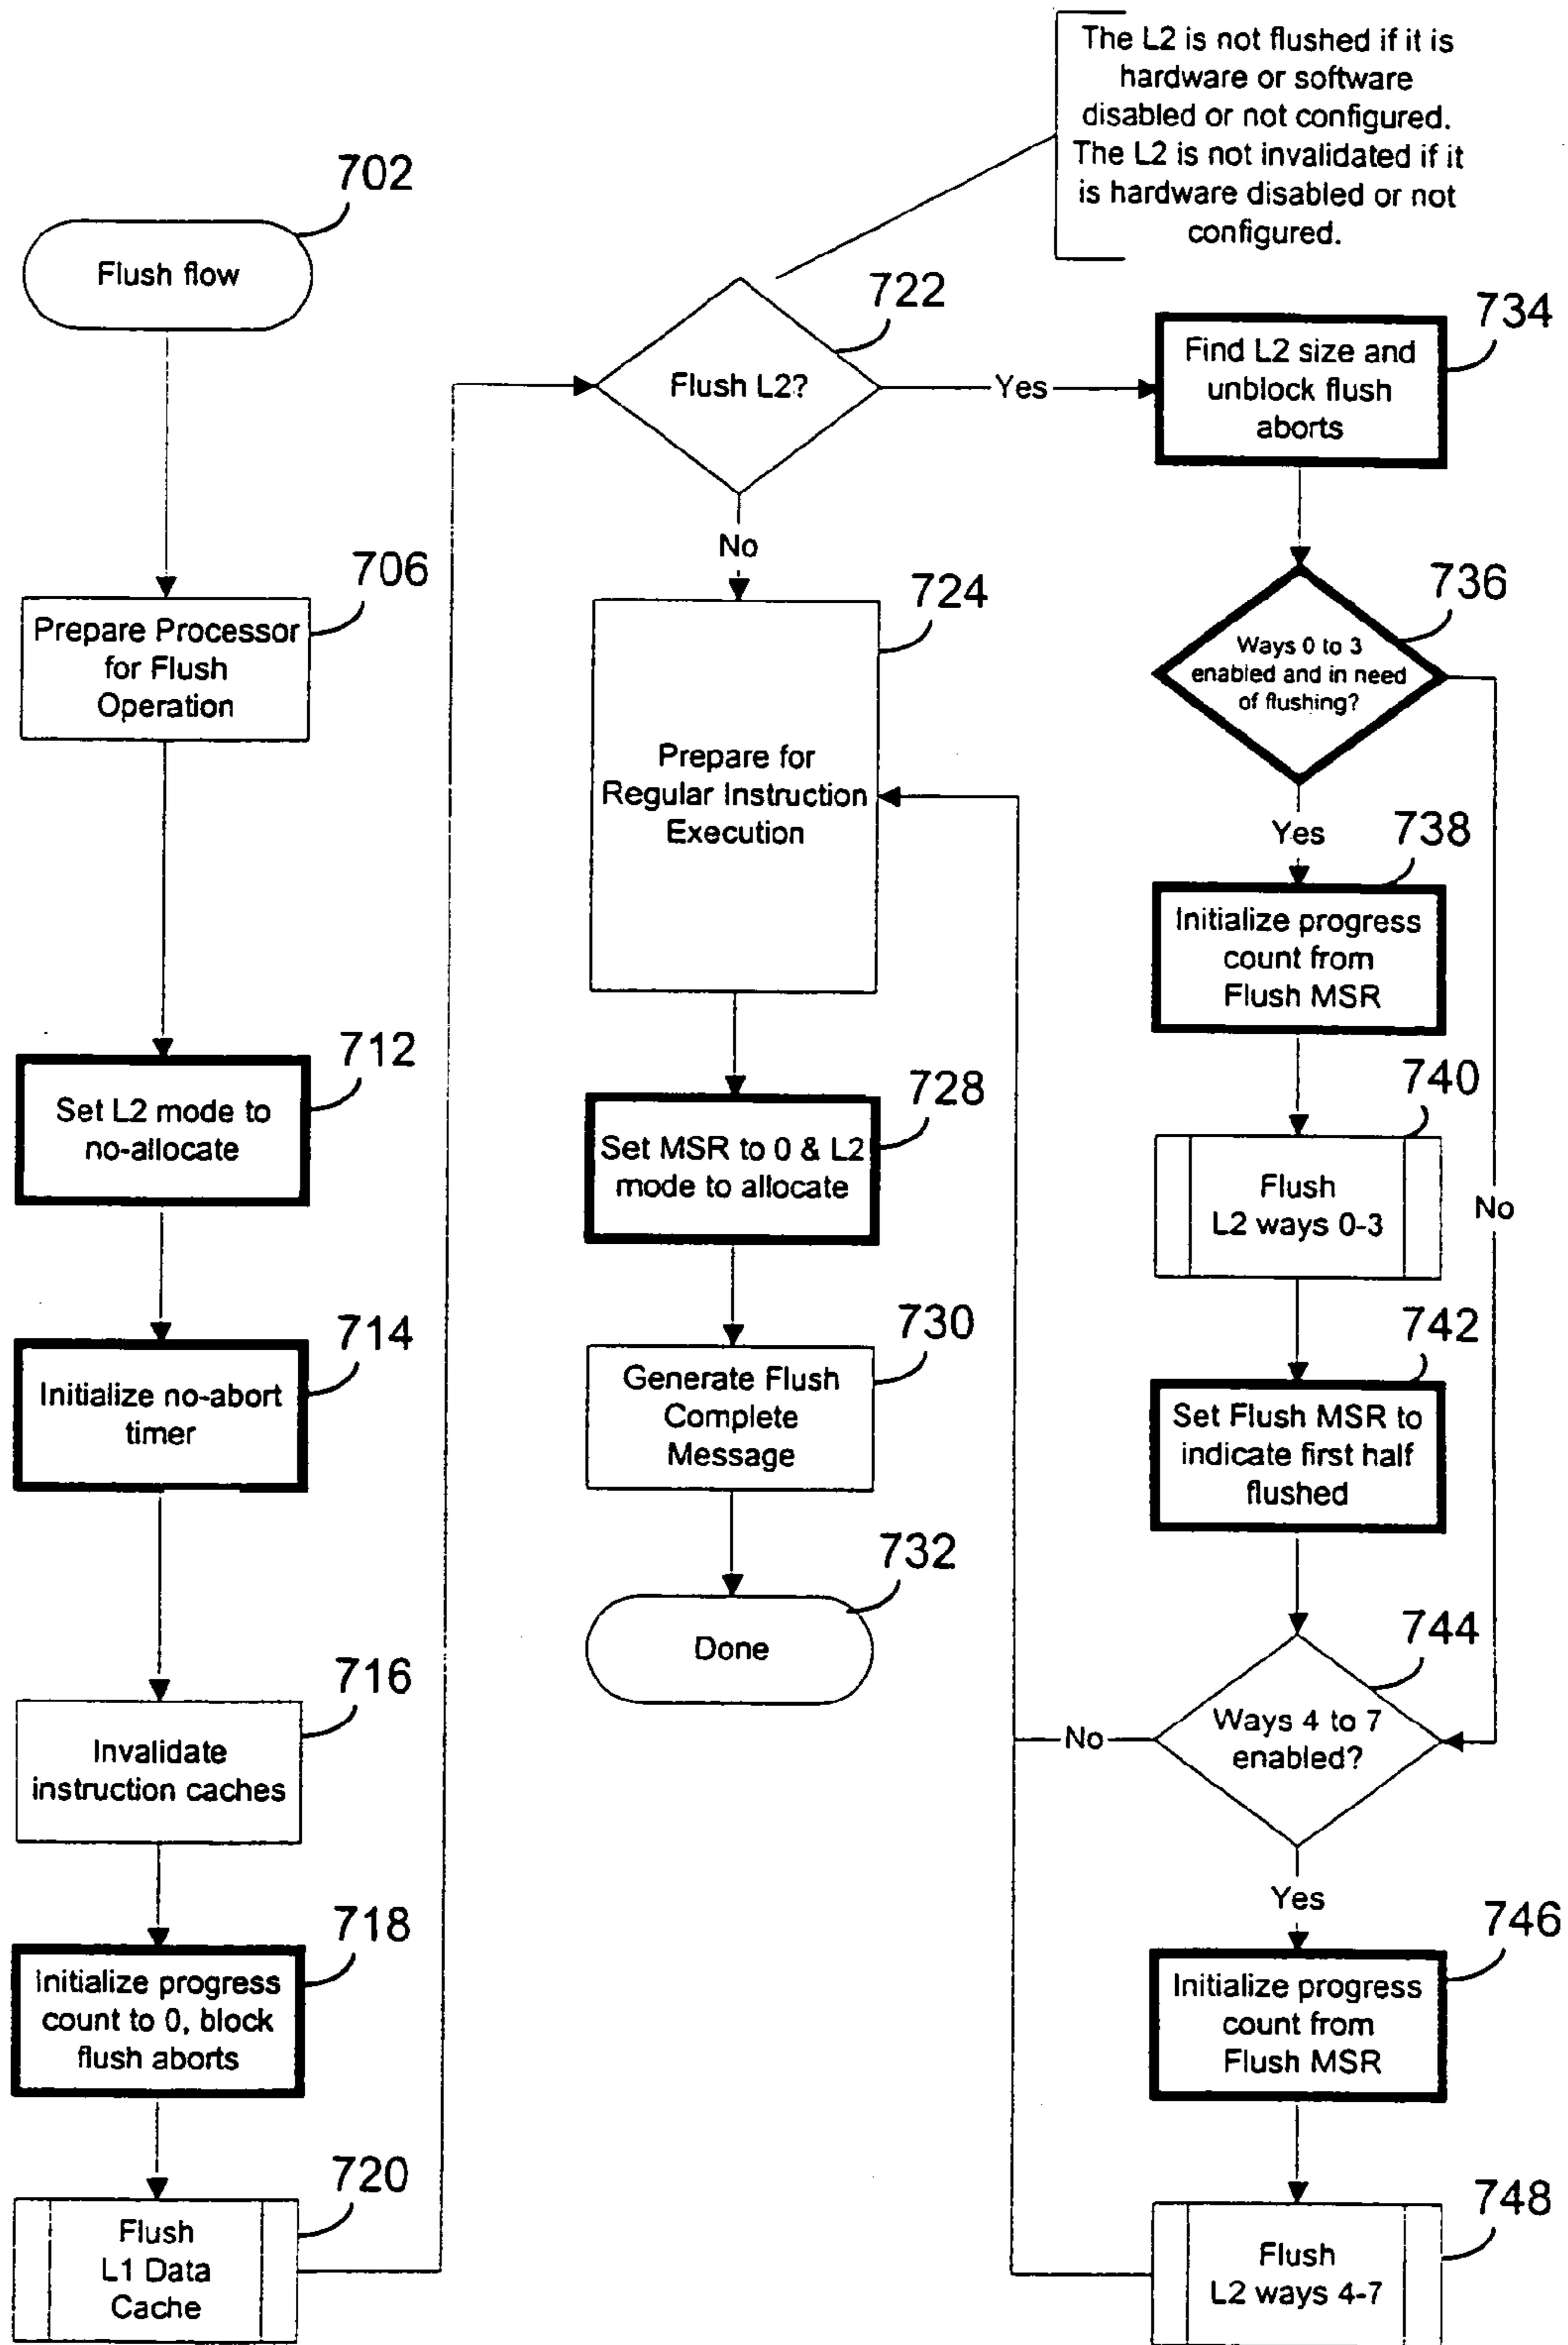 702
Flush flow
706
Prepare Processor
for Flush
Operation
712
Set L2 mode to
no-allocate
714
Initialize no-abort
timer
716
Invalidate
instruction caches
718
Initialize progress
count to 0, block
flush aborts
720
Flush
L1 Data
Cache
The L2 is not flushed if it is
hardware or software
disabled or not configured.
The L2 is not invalidated if it
is hardware disabled or not
configured.
722
Flush L2?
Yes
No
724
Prepare for
Regular Instruction
Execution
728
Set MSR to 0 & L2
mode to allocate
730
Generate Flush
Complete
Message
732
Done
734
Find L2 size and
unblock flush
aborts
736
Ways 0 to 3
enabled and in need
of flushing?
Yes
No
738
Initialize progress
count from
Flush MSR
740
Flush
L2 ways 0-3
742
Set Flush MSR to
indicate first half
flushed
744
Ways 4 to 7
enabled?
No
Yes
746
Initialize progress
count from
Flush MSR
748
Flush
L2 ways 4-7